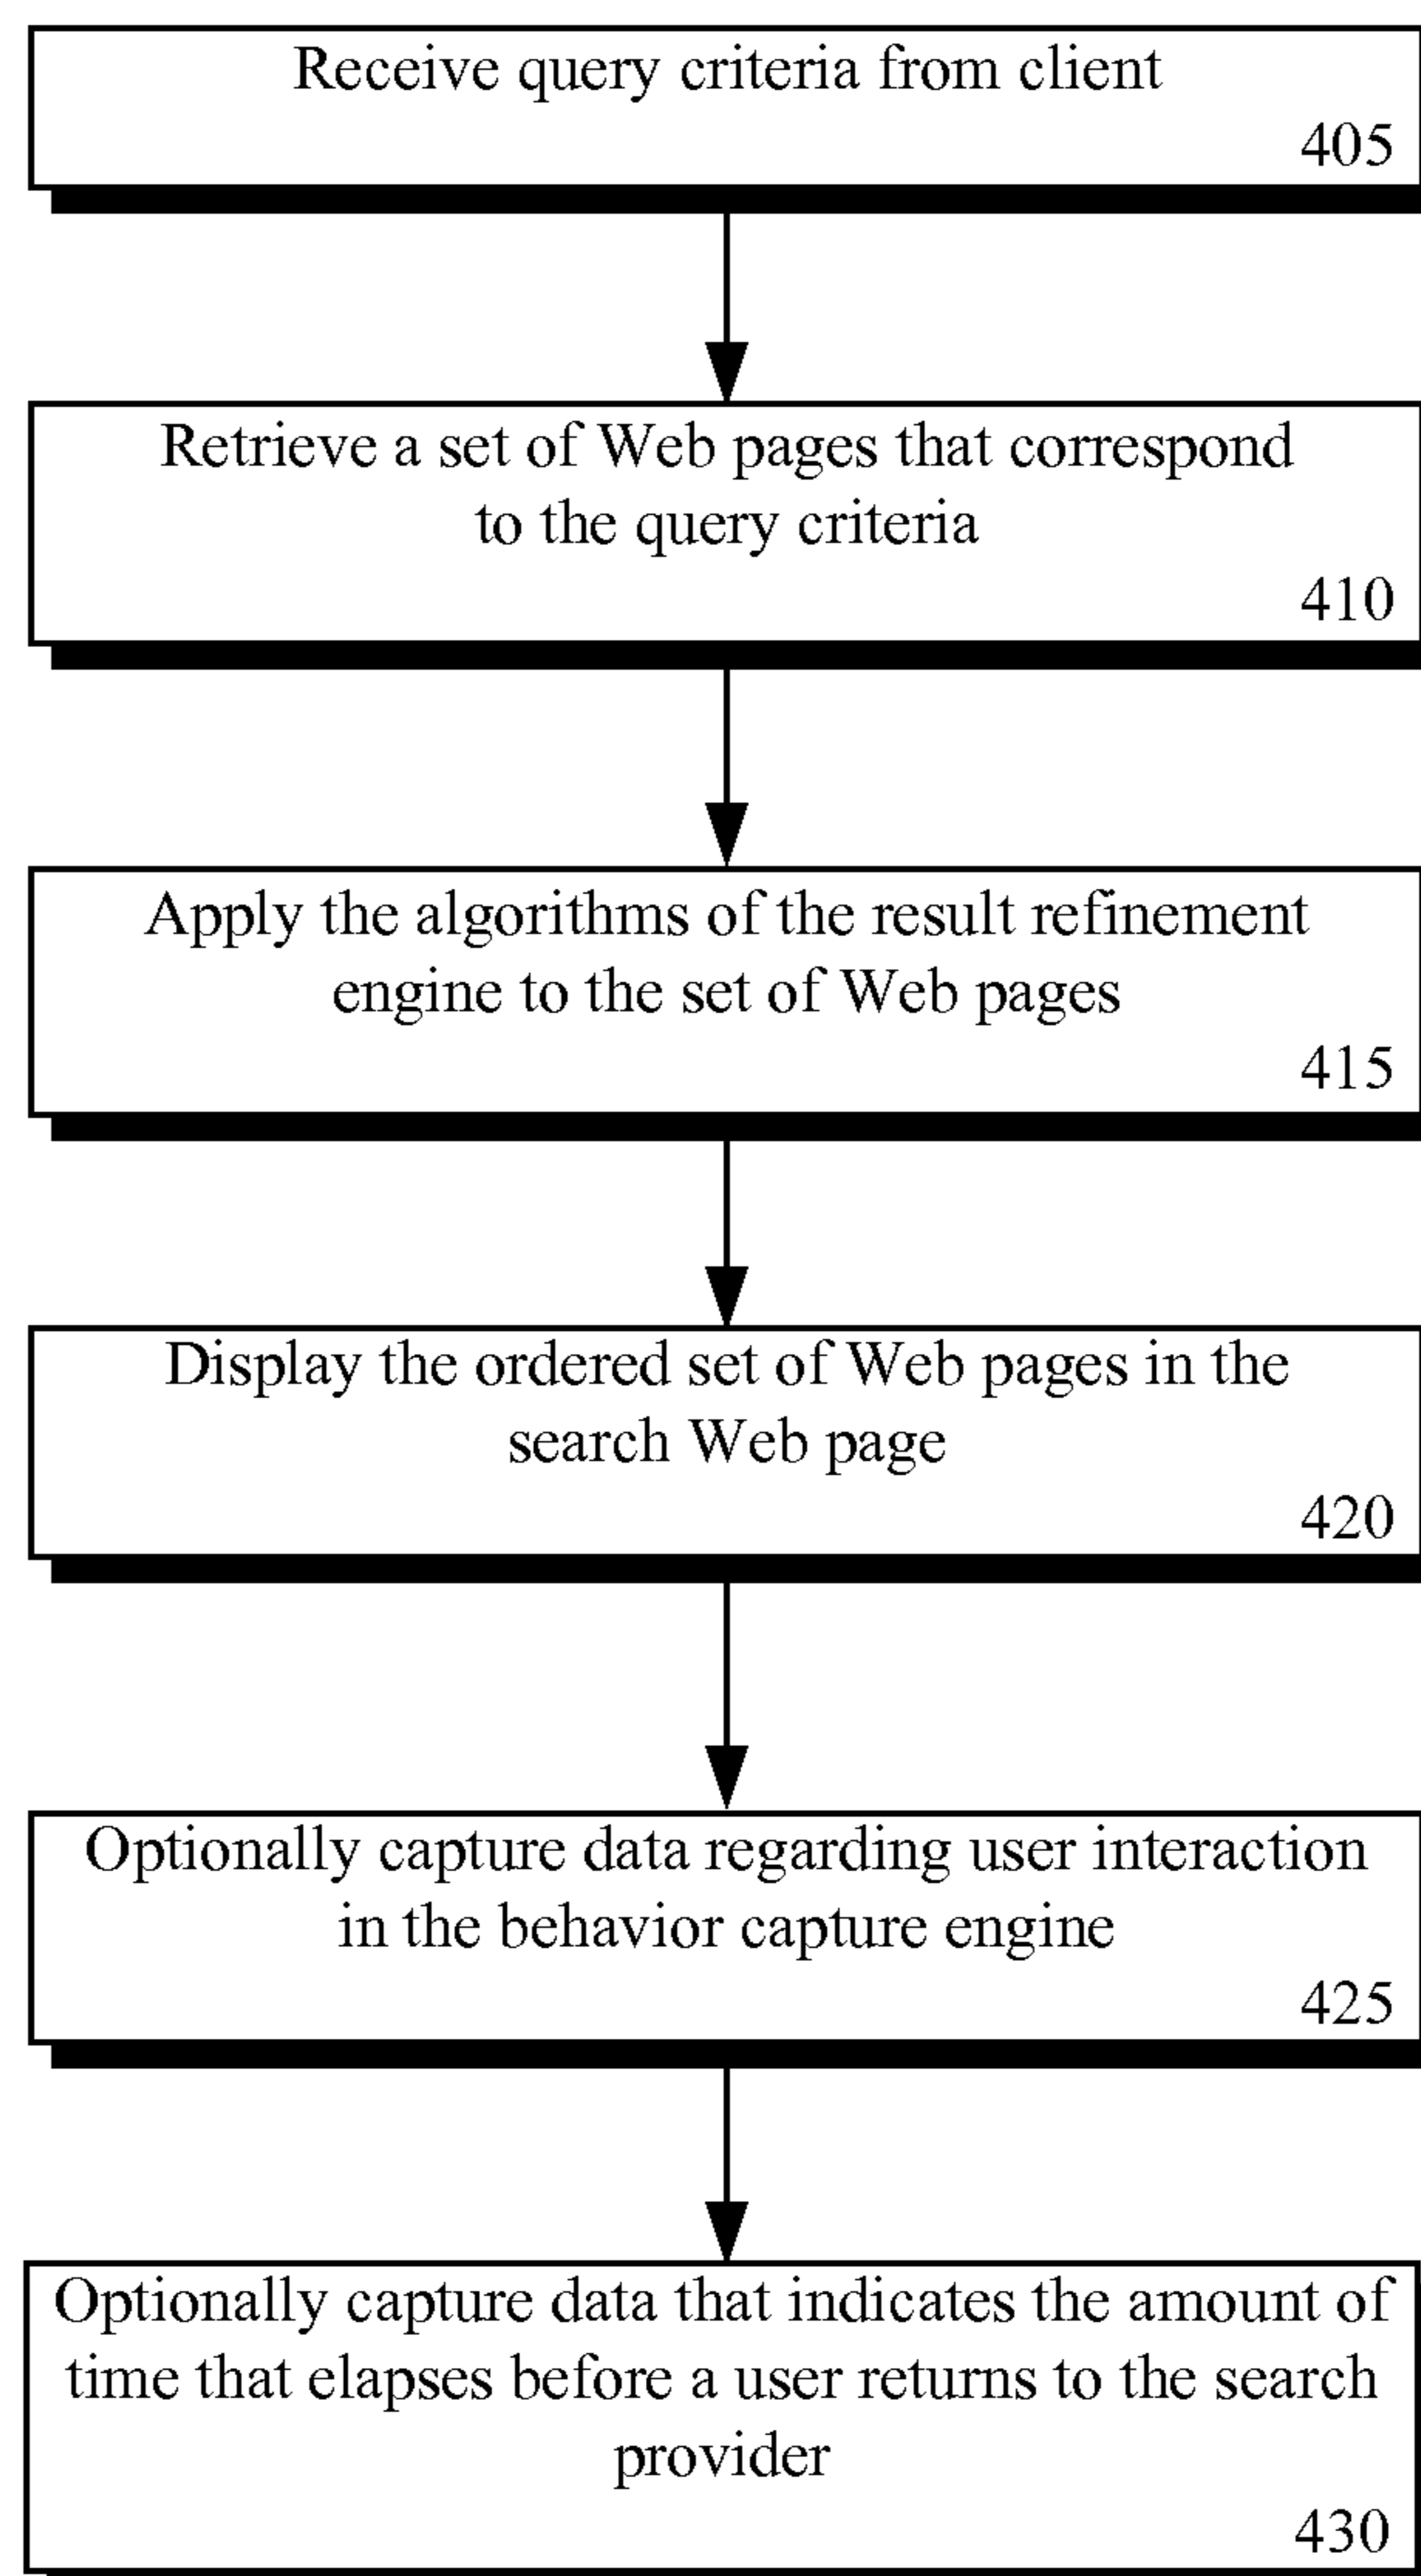 Receive query criteria from client
405
Retrieve a set of Web pages that correspond
to the query criteria
410
Apply the algorithms of the result refinement
engine to the set of Web pages
415
Display the ordered set of Web pages in the
search Web page
420
Optionally capture data regarding user interaction
in the behavior capture engine
425
Optionally capture data that indicates the amount of
time that elapses before a user returns to the search
provider
430